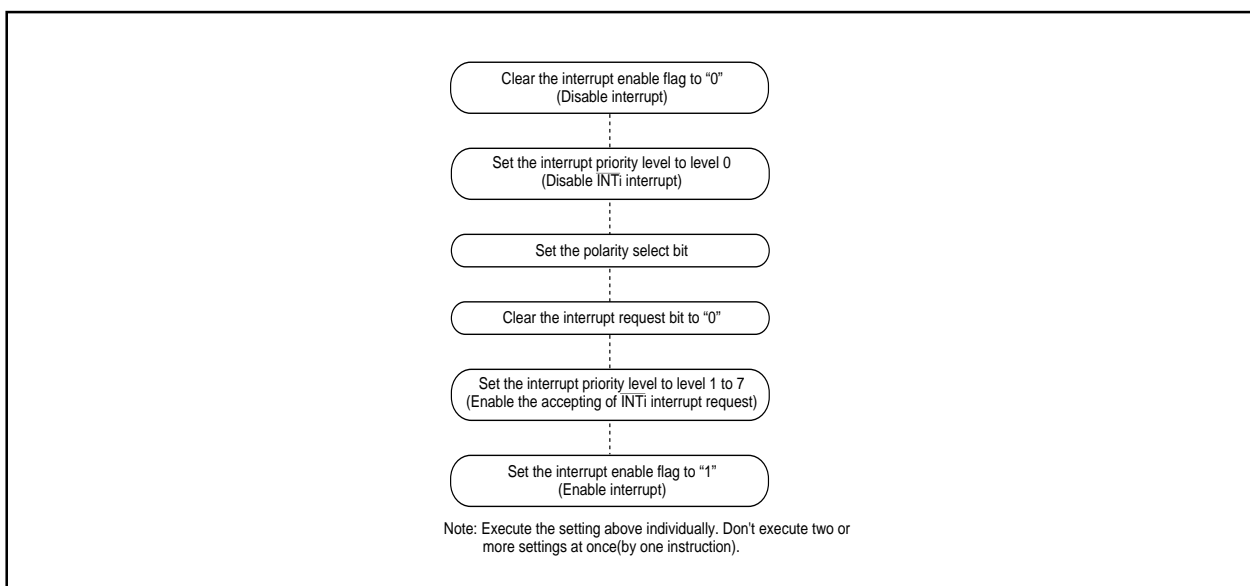 Clear the interrupt enable flag to “0”
(Disable interrupt)
Set the interrupt priority level to level 0
(Disable INTi interrupt)
Set the polarity select bit
Clear the interrupt request bit to “0”
Set the interrupt priority level to level 1 to 7
(Enable the accepting of INTi interrupt request)
Set the interrupt enable flag to “1”
(Enable interrupt)
Note: Execute the setting above individually. Don’t execute two or
more settings at once(by one instruction).